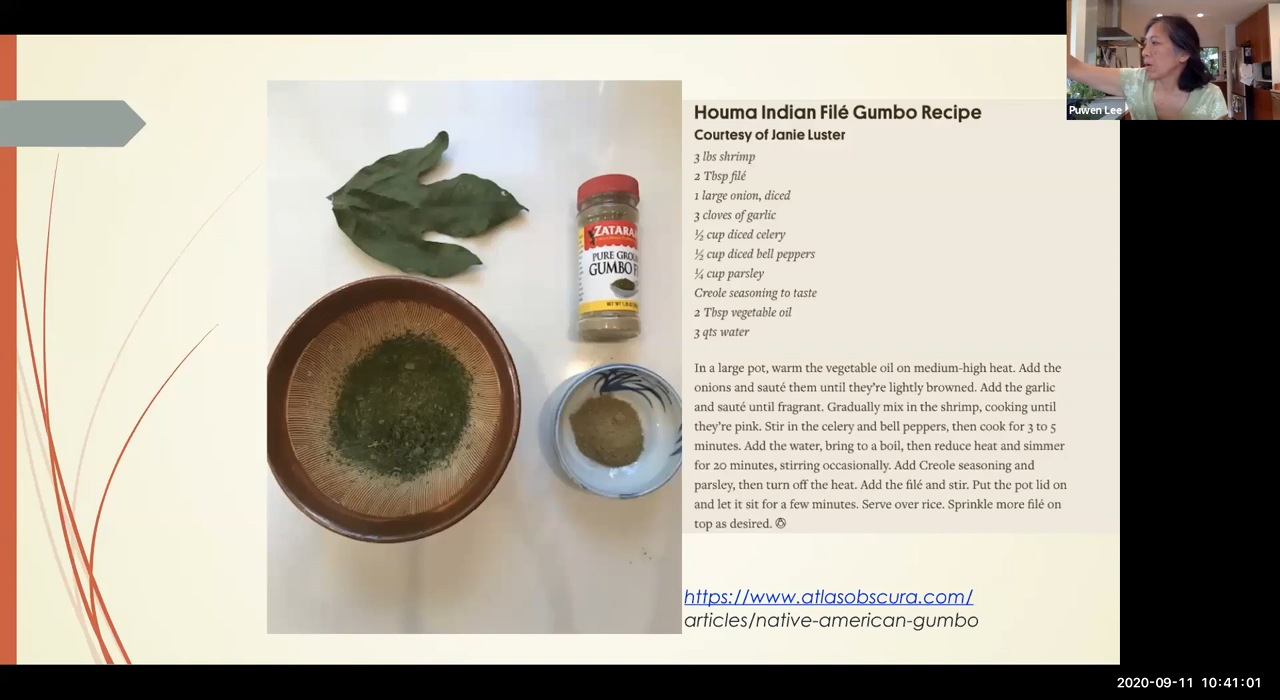 Houma Indian Filé Gumbo Recipe
Courtesy of Janie Luster
3 lbs shrimp
2 Tbsp filé
1 large onion, diced
3 cloves of garlic
½ cup diced celery
½ cup diced bell peppers
¼ cup parsley
Creole seasoning to taste
2 Tbsp vegetable oil
3 qts water
In a large pot, warm the vegetable oil on medium-high heat. Add the
onions and sauté them until they're lightly browned. Add the garlic
and sauté until fragrant. Gradually mix in the shrimp, cooking until
they're pink. Stir in the celery and bell peppers, then cook for 3 to 5
minutes. Add the water, bring to a boil, then reduce heat and simmer
for 20 minutes, stirring occasionally. Add Creole seasoning and
parsley, then turn off the heat. Add the filé and stir. Put the pot lid on
and let it sit for a few minutes. Serve over rice. Sprinkle more filé on
top as desired.
https://www.atlasobscura.com/
articles/native-american-gumbo
ZATARA
PURE GROU
GUMBO F
Puwen Lee
2020-09-11 10:41:01